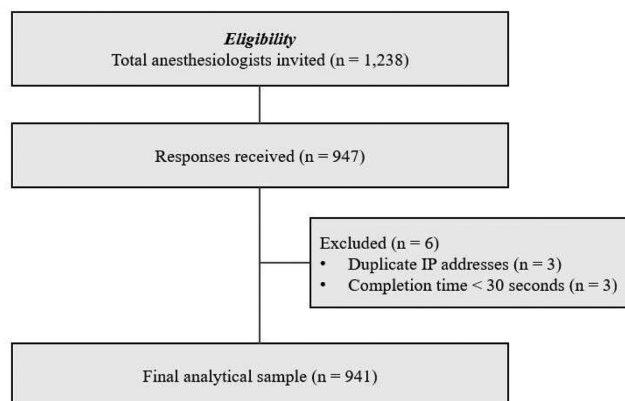 Eligibility
Total anesthesiologists invited (n = 1,238)
Responses received (n = 947)
Excluded (n = 6)
• Duplicate IP addresses (n = 3)
• Completion time < 30 seconds (n = 3)
Final analytical sample (n = 941)